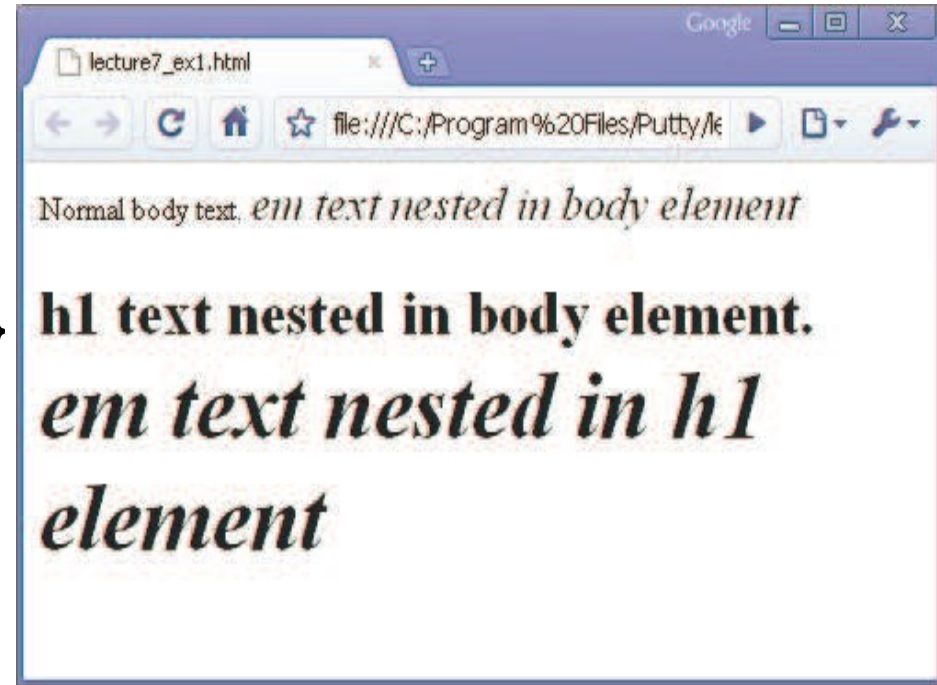 Google
lecture7_ex1.html
file:///C:/Program%20Files/Putty/le
Normal body text, em text nested in body element
h1 text nested in body element.
em text nested in h1
element